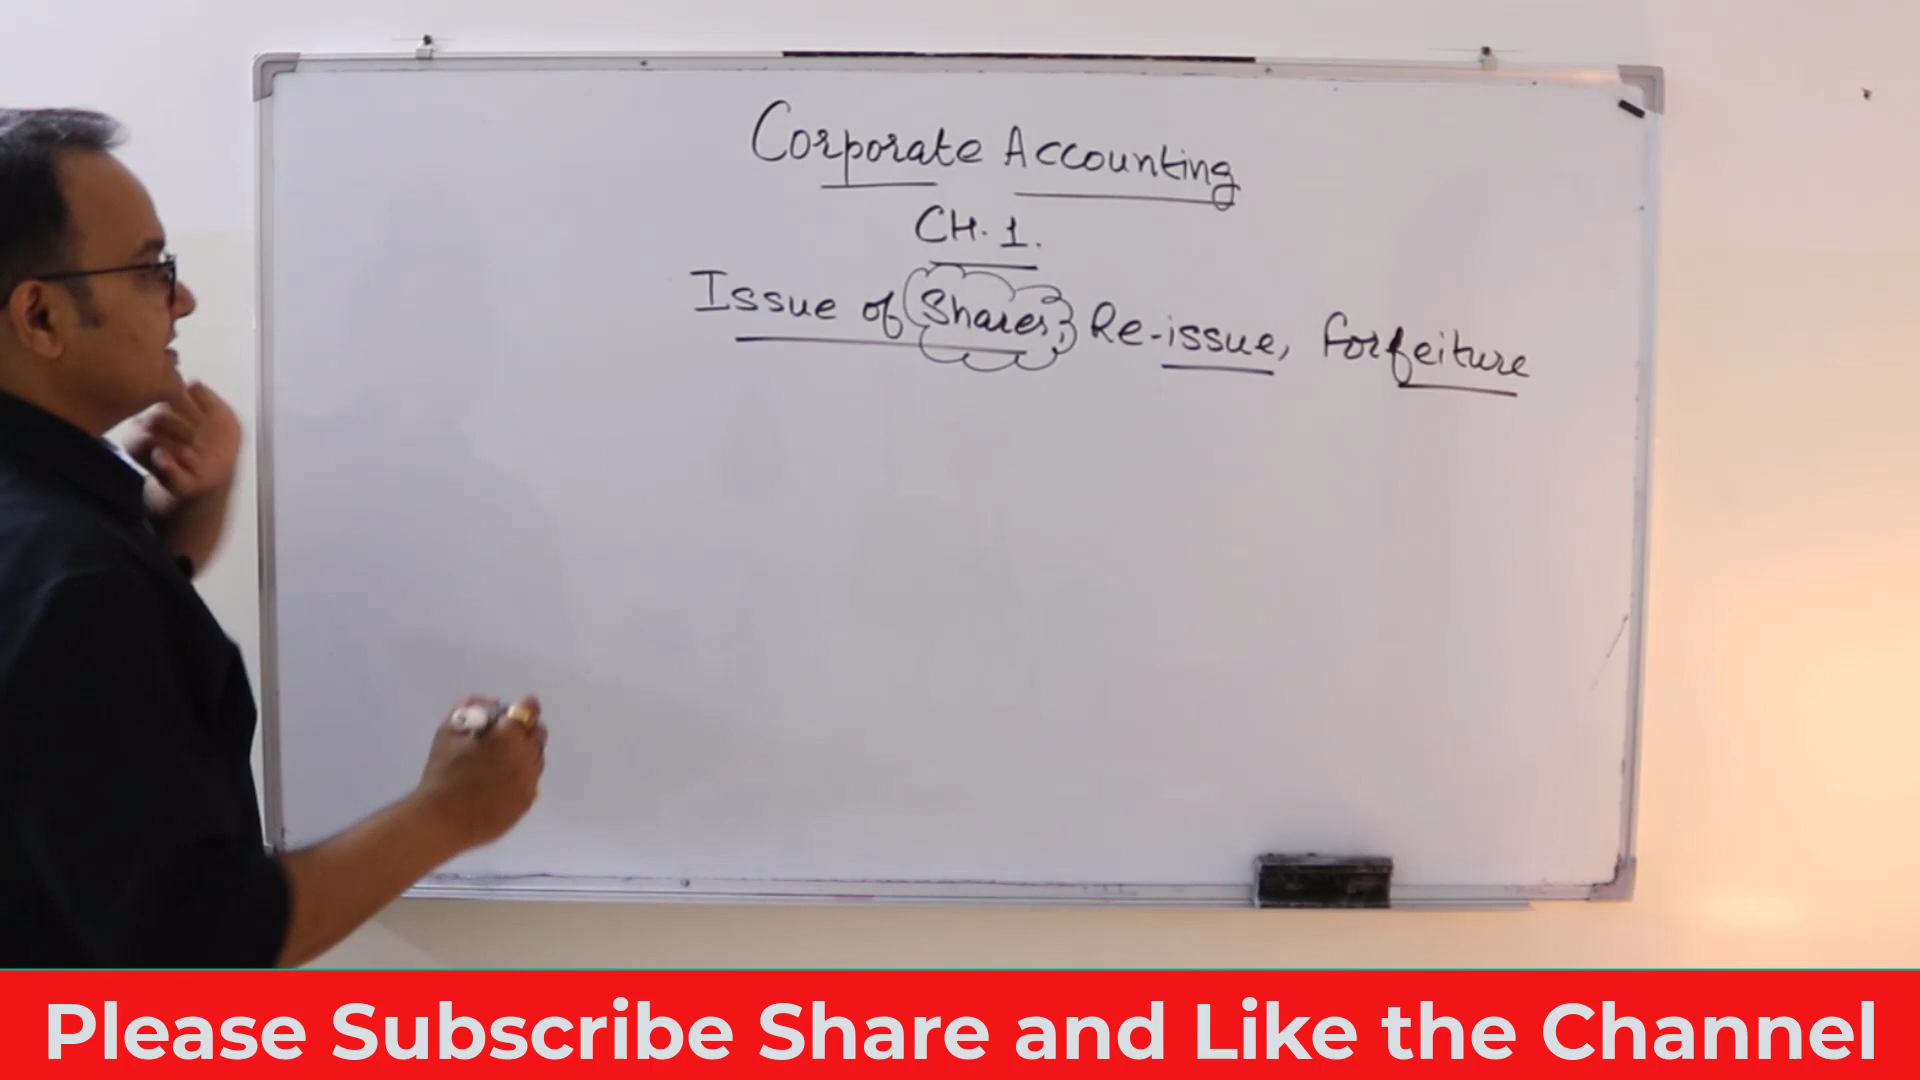 Corporate Accounting
CH. 1.
Issue of Shares, Re-issue, Forfeiture
Please Subscribe Share and Like the Channel